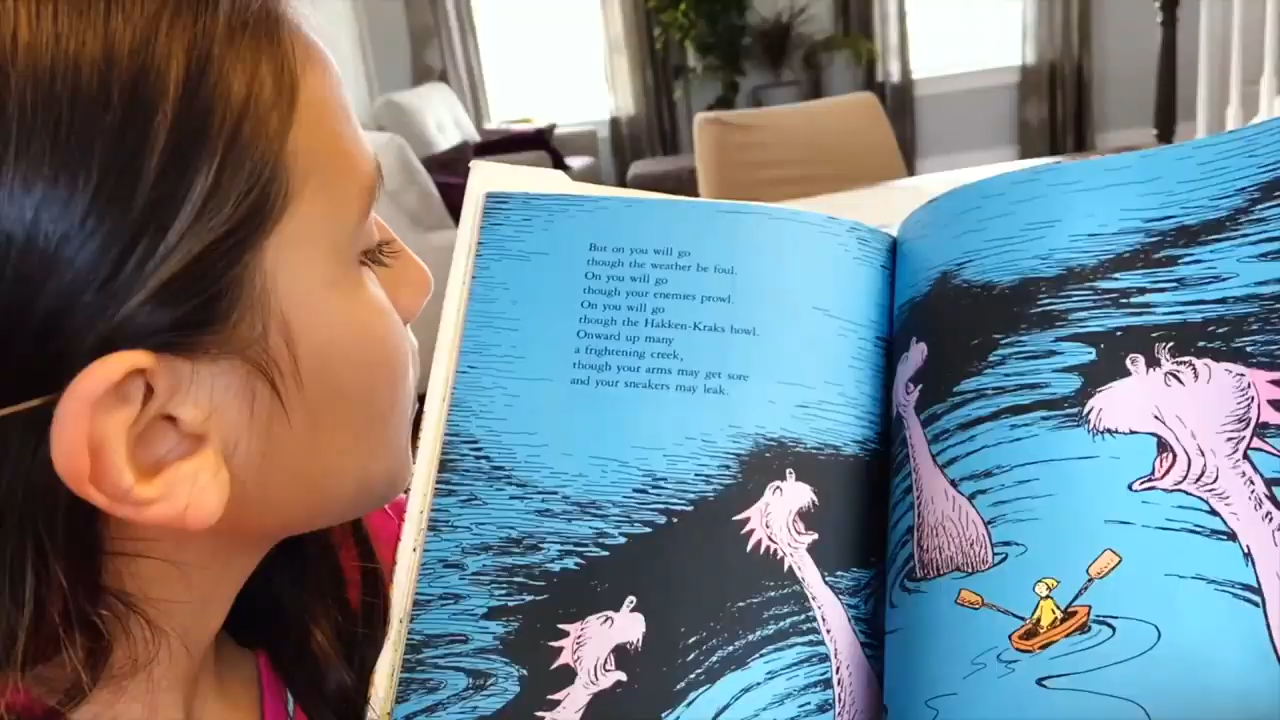 But on you will go
though the weather be foul.
On you will go
though your enemies prowl.
On you will go
though the Hakken-Kraks howl.
Onward up many
a frightening creek,
though your arms may get sore
and your sneakers may leak.